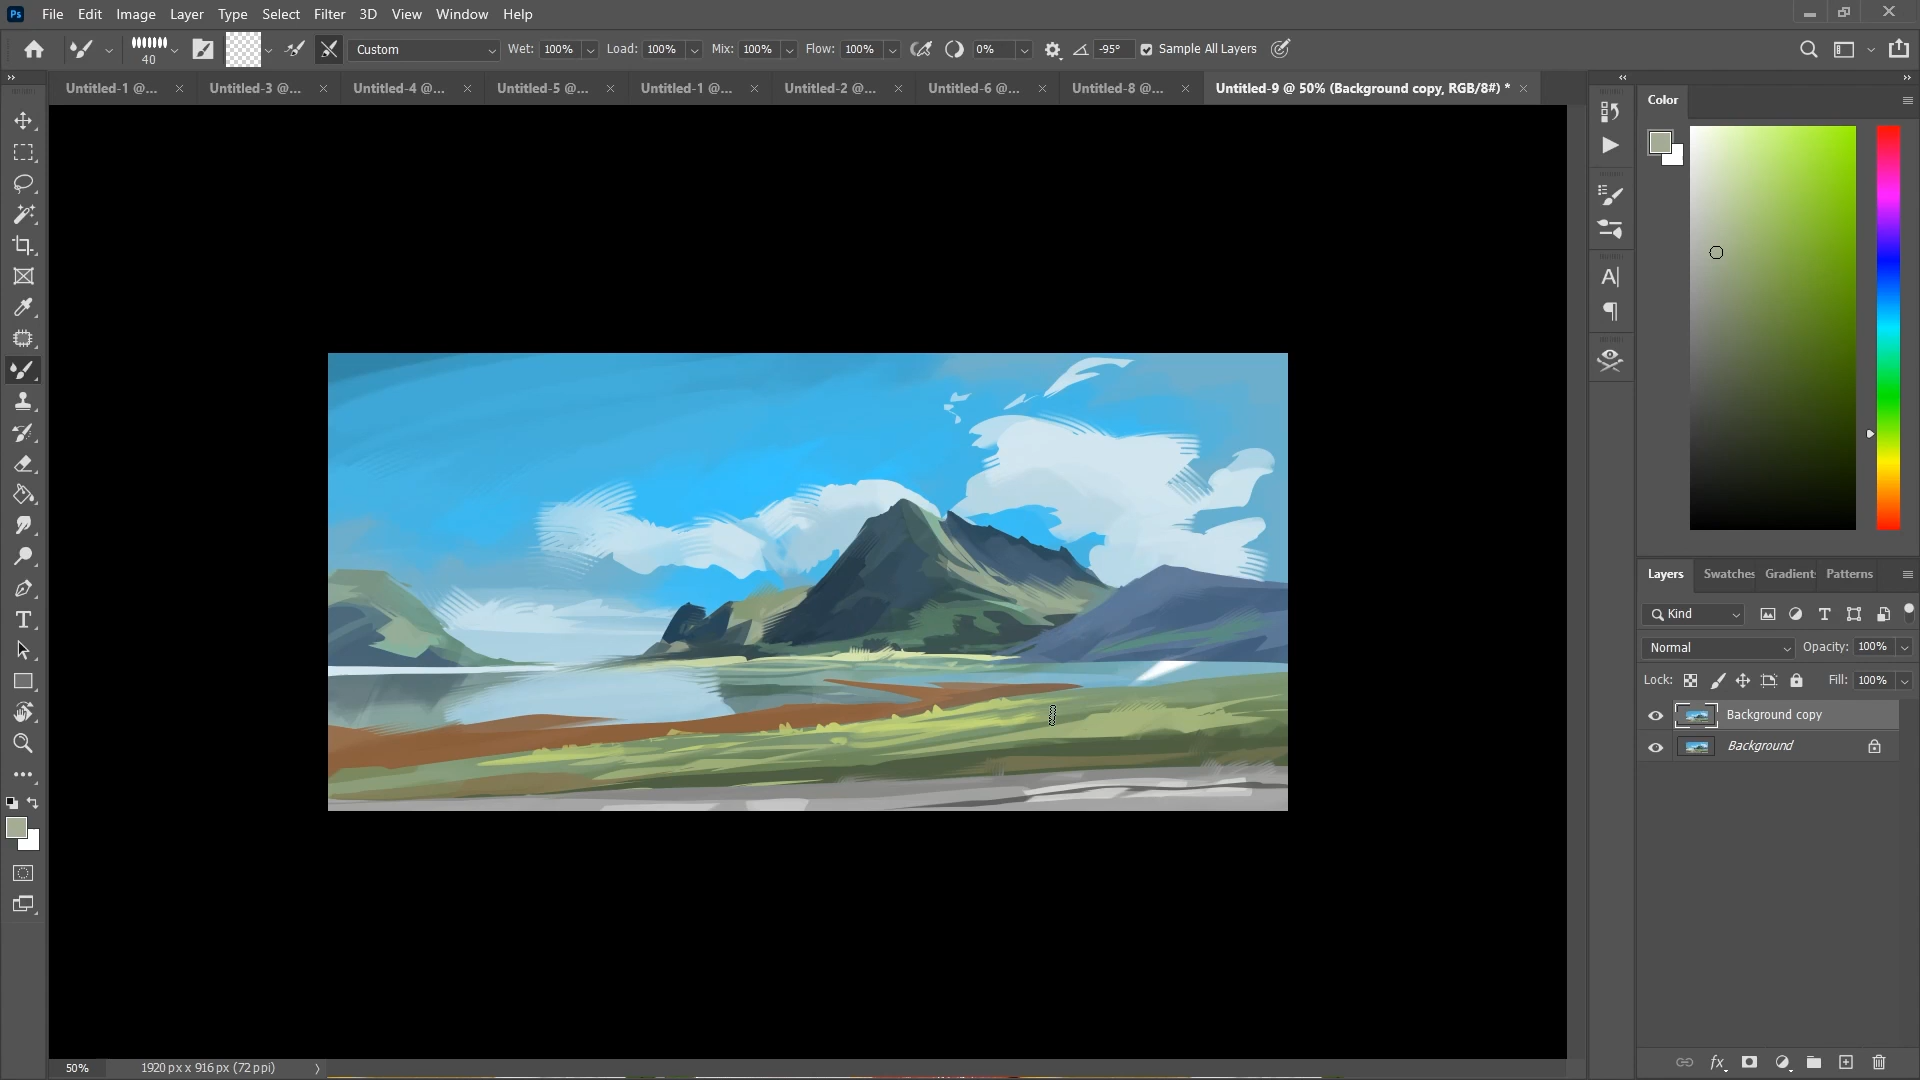 Ps File Edit Image Layer Type Select Filter 3D View Window Help
40 Custom Wet: 100% Load: 100% Mix: 100% Flow: 100% 0% -95° Sample All Layers
Untitled-1 @... Untitled-3 @... Untitled-4 @... Untitled-5 @... Untitled-1 @... Untitled-2 @... Untitled-6 @... Untitled-8 @... Untitled-9 @ 50% (Background copy, RGB/8#) *
Color
Layers Swatches Gradients Patterns
Kind
Normal Opacity: 100%
Lock: Fill: 100%
Background copy
Background
50% 1920 px x 916 px (72 ppi)